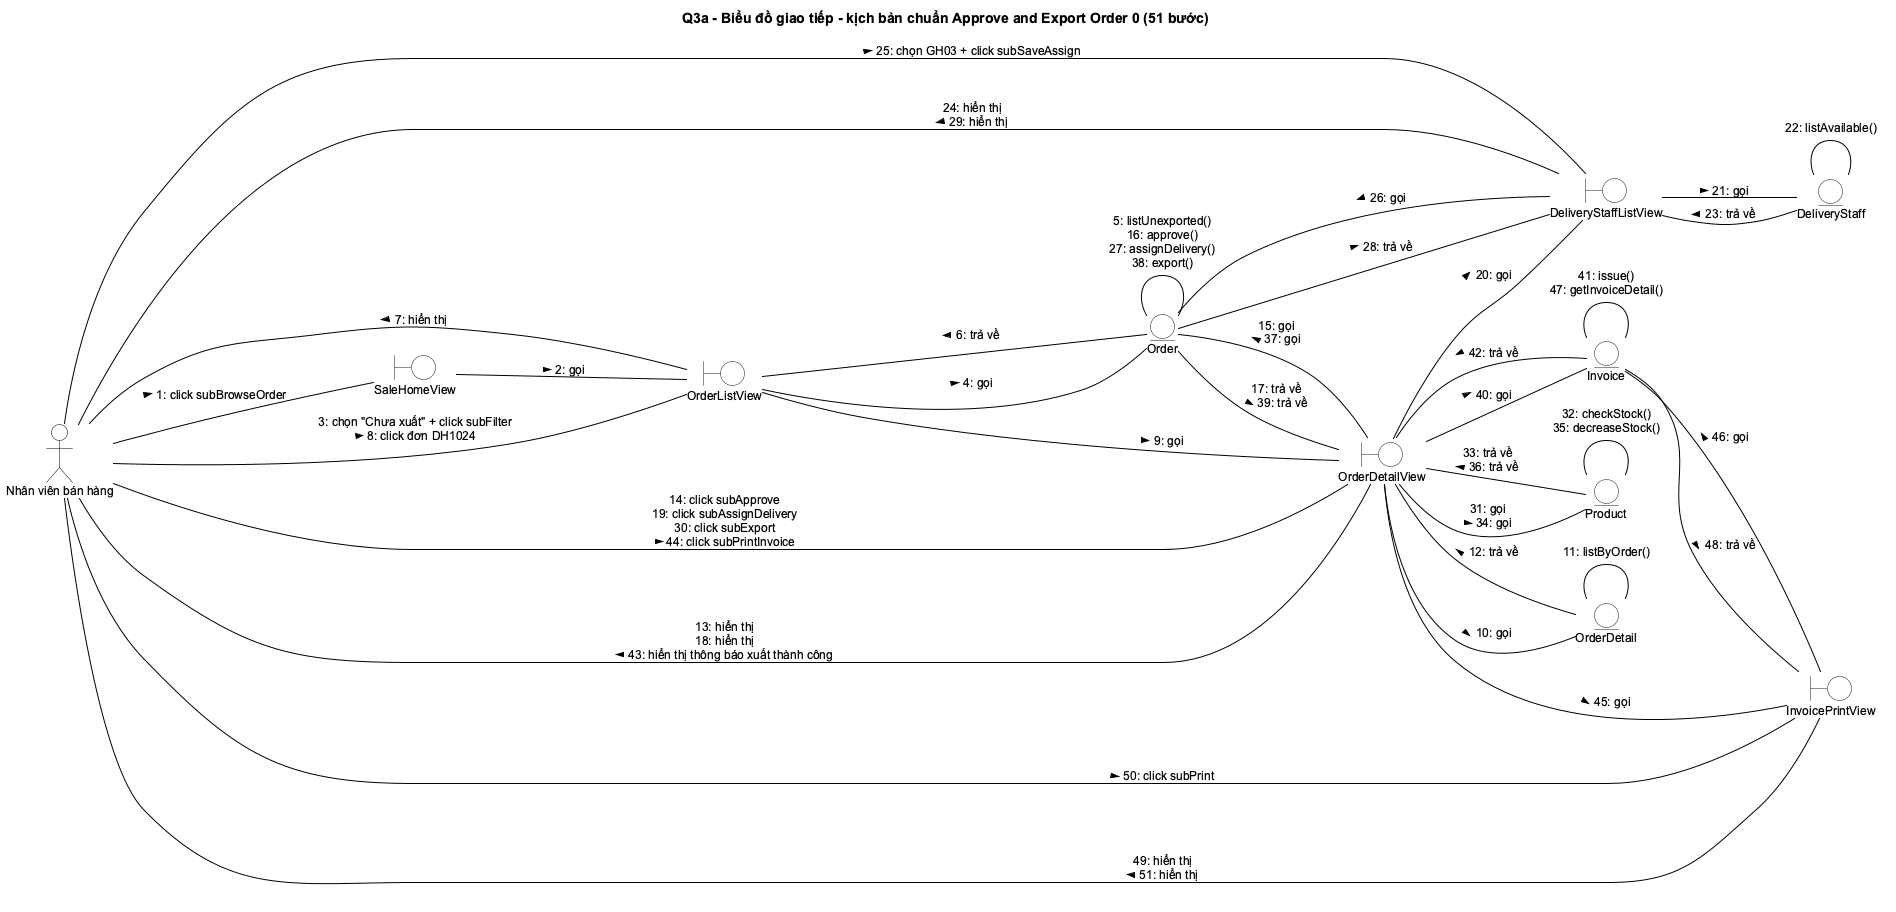 Q3a - Biểu đồ giao tiếp - kịch bản chuẩn Approve and Export Order 0 (51 bước)
25: chọn GH03 + click subSaveAssign
24: hiển thị
29: hiển thị
22: listAvailable()
21: gọi
23: trả về
DeliveryStaffListView
DeliveryStaff
26: gọi
5: listUnexported()
16: approve()
27: assignDelivery()
38: export()
28: trả về
20: gọi
41: issue()
47: getInvoiceDetail()
7: hiển thị
6: trả về
Order
15: gọi
37: gọi
42: trả về
Invoice
1: click subBrowseOrder
SaleHomeView
2: gọi
OrderListView
4: gọi
17: trả về
39: trả về
40: gọi
3: chọn "Chưa xuất" + click subFilter
8: click đơn DH1024
9: gọi
32: checkStock()
35: decreaseStock()
46: gọi
33: trả về
36: trả về
Nhân viên bán hàng
OrderDetailView
14: click subApprove
19: click subAssignDelivery
30: click subExport
44: click subPrintInvoice
31: gọi
34: gọi
Product
12: trả về
11: listByOrder()
48: trả về
13: hiển thị
18: hiển thị
43: hiển thị thông báo xuất thành công
10: gọi
OrderDetail
45: gọi
InvoicePrintView
50: click subPrint
49: hiển thị
51: hiển thị